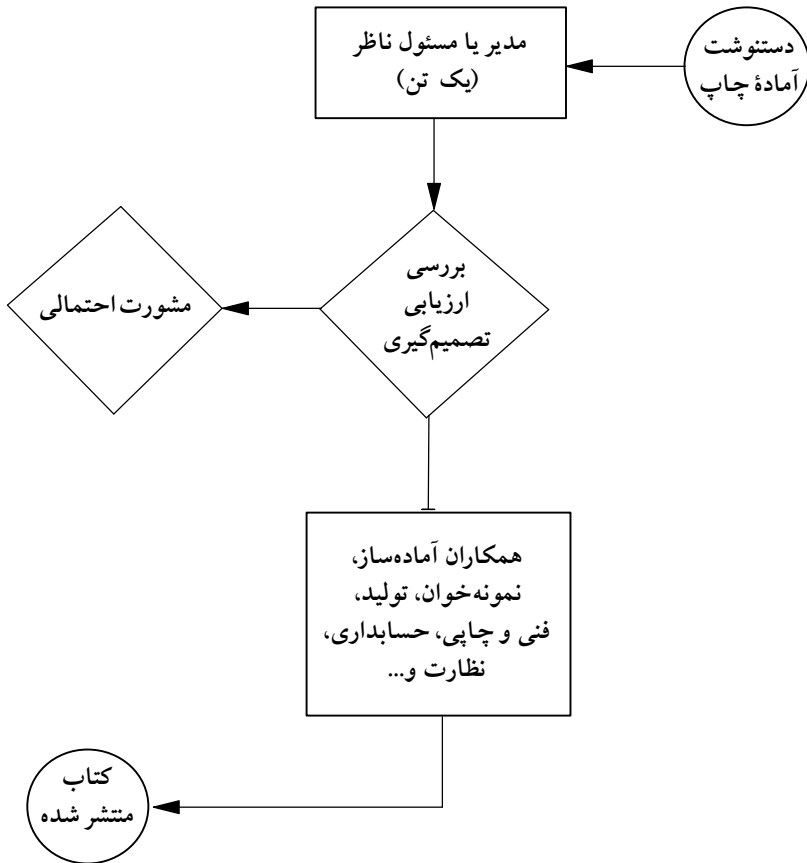 دستنوشت
آمادهٔ چاپ
مدیر یا مسئول ناظر
(یک تن)
بررسی
ارزیابی
تصمیم‌گیری
مشورت احتمالی
همکاران آماده‌ساز،
نمونه‌خوان، تولید،
فنی و چاپی، حسابداری،
نظارت و...
کتاب
منتشر شده